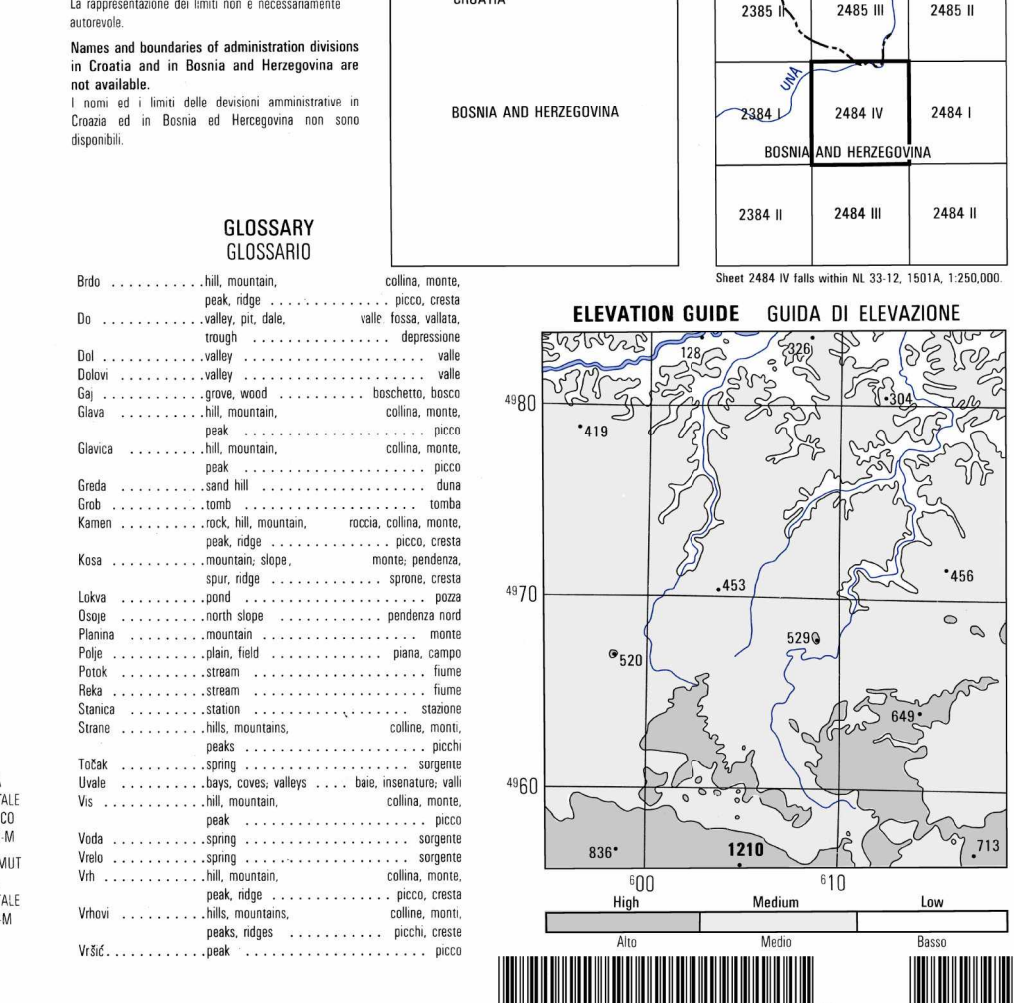 La rappresentazione dei limiti non è necessariamente
autorevole.
Names and boundaries of administration divisions
in Croatia and in Bosnia and Herzegovina are
not available.
I nomi ed i limiti delle devisioni amministrative in
Croazia ed in Bosnia ed Hercegovina non sono
disponibili.
CROATIA
BOSNIA AND HERZEGOVINA
2385 II 2485 III 2485 II
UNA
2384 I 2484 IV 2484 I
BOSNIA AND HERZEGOVINA
2384 II 2484 III 2484 II
Sheet 2484 IV falls within NL 33-12, 1501A, 1:250,000.
GLOSSARY
GLOSSARIO
Brdo .......... hill, mountain, collina, monte,
peak, ridge .............. picco, cresta
Do ........... valley, pit, dale, valle fossa, vallata,
trough ................ depressione
Dol ........... valley .................... valle
Dolovi .......... valley .................... valle
Gaj ........... grove, wood ........... boschetto, bosco
Glava .......... hill, mountain, collina, monte,
peak .................. picco
Glavica ........ hill, mountain, collina, monte,
peak ..................... picco
Greda .......... sand hill ................... duna
Grob ........... tomb .................... tomba
Kamen .......... rock, hill, mountain, roccia, collina, monte,
peak, ridge .............. picco, cresta
Kosa .......... mountain; slope, monte; pendenza,
spur, ridge .............. sprone, cresta
Lokva .......... pond .................... pozza
Osoje .......... north slope ............ pendenza nord
Planina ......... mountain .................. monte
Polje .......... plain, field ............. piana, campo
Potok .......... stream .................... fiume
Reka .......... stream .................... fiume
Stanica ......... station .................. stazione
Strane .......... hills, mountains, colline, monti,
peaks .................... picchi
Točak .......... spring .................. sorgente
Uvale .......... bays, coves; valleys .... baie, insenature; valli
Vis ........... hill, mountain, collina, monte,
peak ..................... picco
Voda .......... spring .................. sorgente
Vrelo .......... spring .................. sorgente
Vrh ........... hill, mountain, collina, monte,
peak, ridge .............. picco, cresta
Vrhovi .......... hills, mountains, colline, monti,
peaks, ridges ............ picchi, creste
Vršić........... peak .................... picco
ALE
CO
-M
MUT
ALE
-M
ELEVATION GUIDE GUIDA DI ELEVAZIONE
128 326
4980 304
419
456
4970 453
529
520
649
4960
836 1210 713
600 610
High Medium Low
Alto Medio Basso